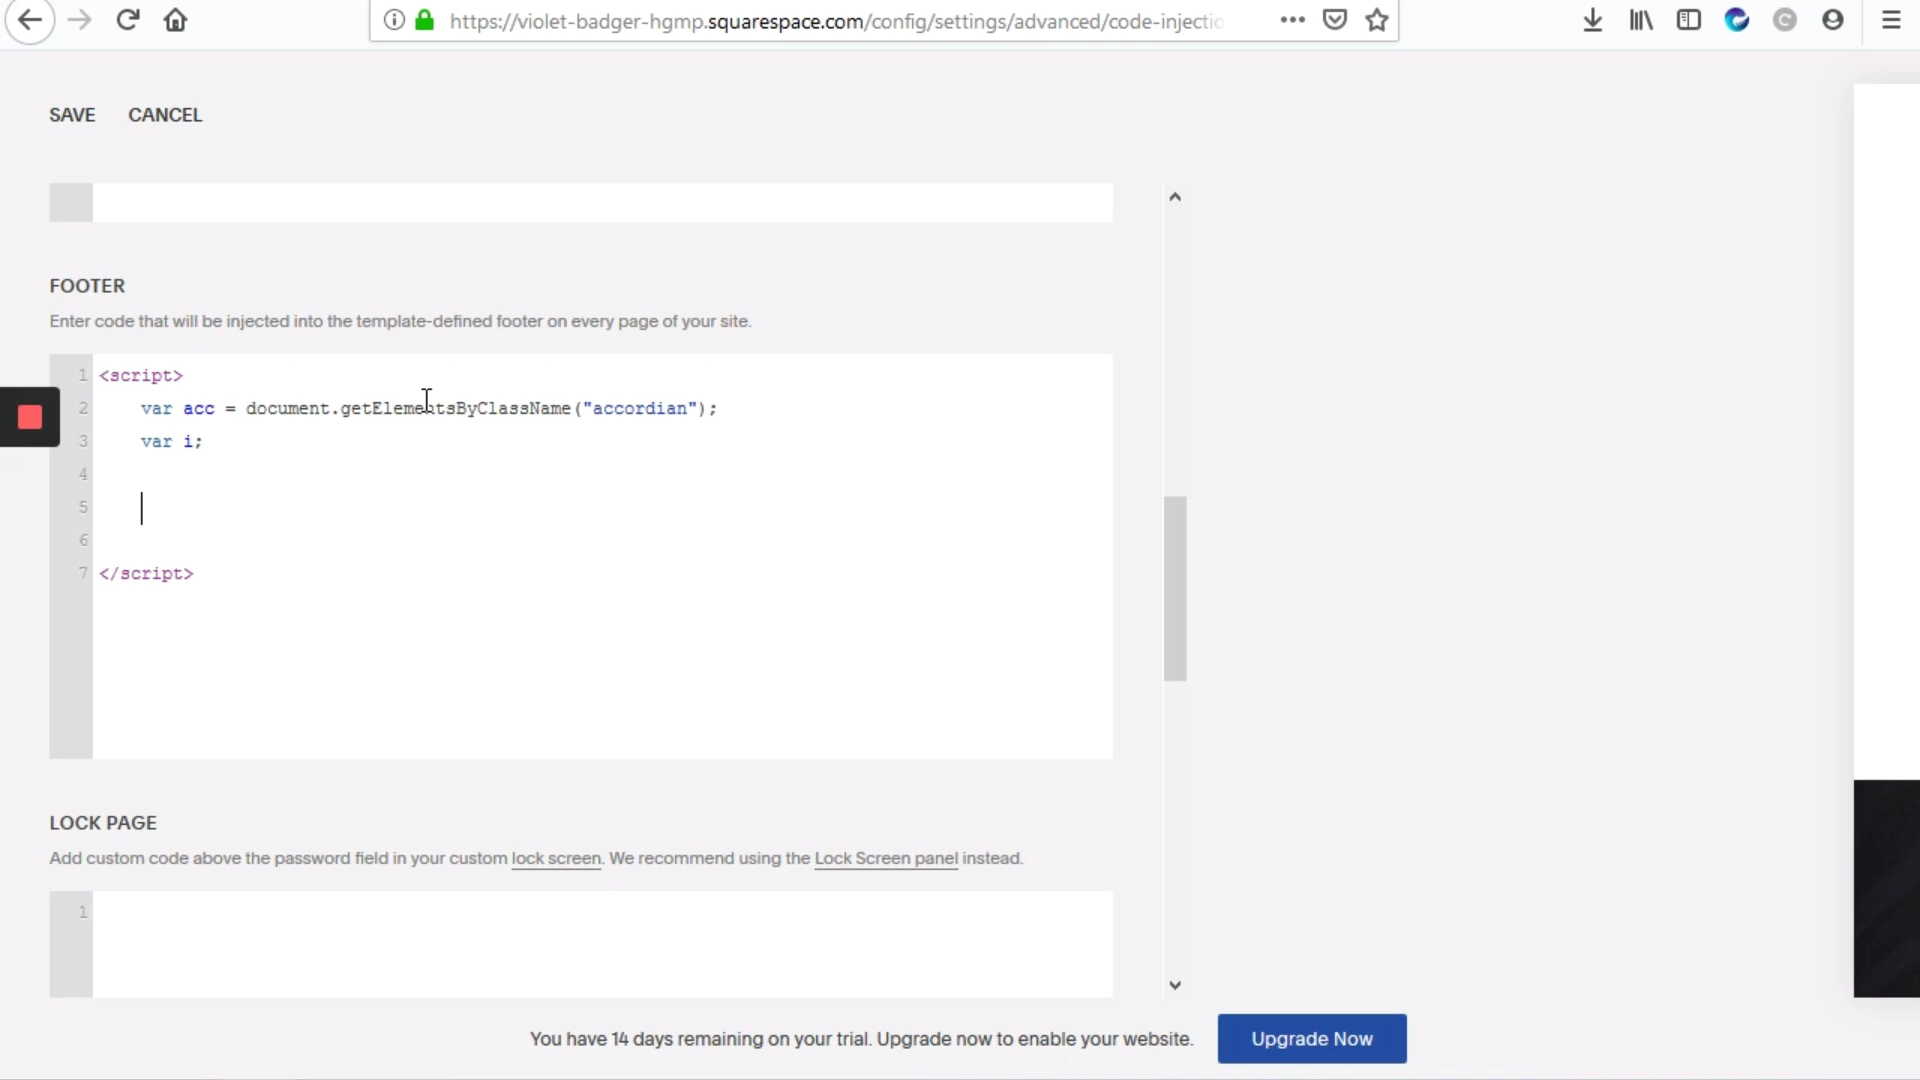 https://violet-badger-hgmp.squarespace.com/config/settings/advanced/code-injectio
SAVE CANCEL
FOOTER
Enter code that will be injected into the template-defined footer on every page of your site.
1 <script>
2 var acc = document.getElementsByClassName("accordian");
3 var i;
4
5
6
7 </script>
LOCK PAGE
Add custom code above the password field in your custom lock screen. We recommend using the Lock Screen panel instead.
1
You have 14 days remaining on your trial. Upgrade now to enable your website. Upgrade Now